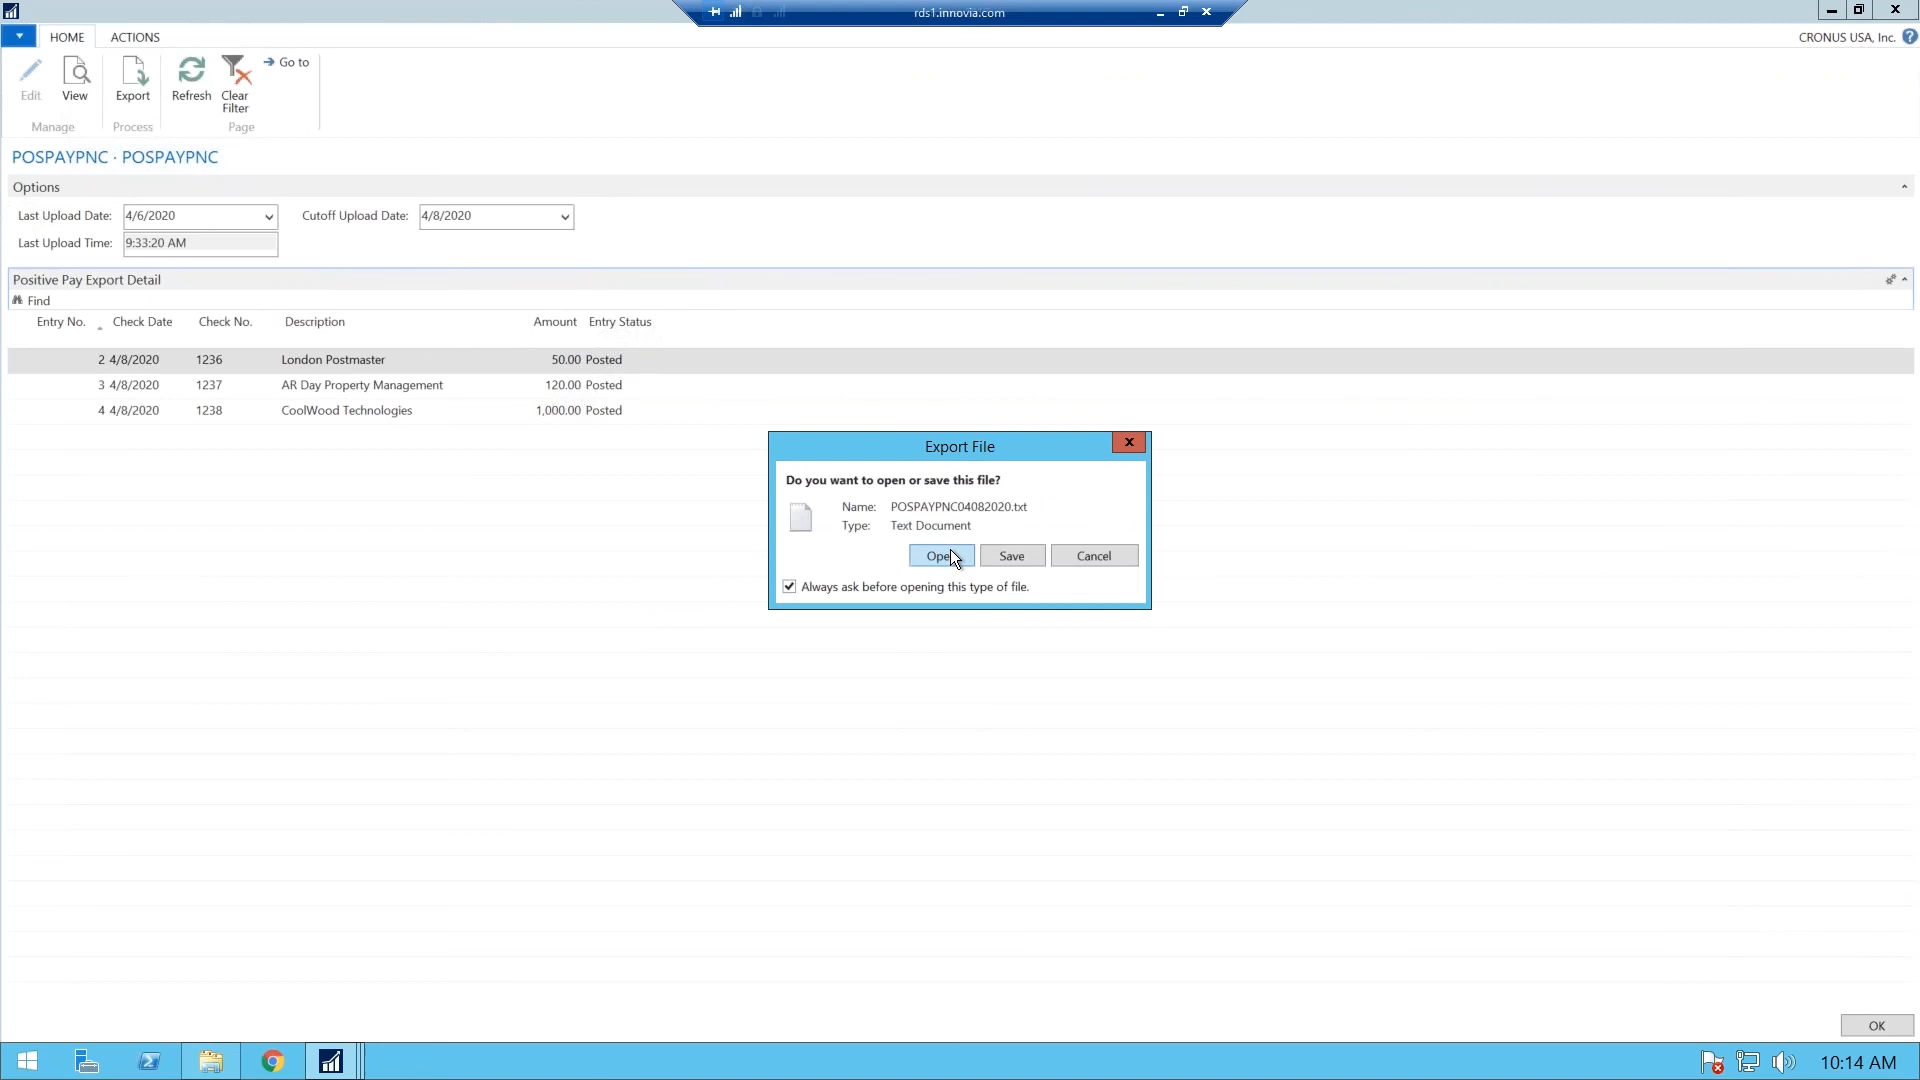 rds1.innovia.com
HOME ACTIONS
CRONUS USA, Inc.
Edit View Export Refresh Clear Filter Go to
Manage Process Page
POSPAYPNC · POSPAYPNC
Options
Last Upload Date: 4/6/2020 Cutoff Upload Date: 4/8/2020
Last Upload Time: 9:33:20 AM
Positive Pay Export Detail
Find
Entry No. Check Date Check No. Description Amount Entry Status
2 4/8/2020 1236 London Postmaster 50.00 Posted
3 4/8/2020 1237 AR Day Property Management 120.00 Posted
4 4/8/2020 1238 CoolWood Technologies 1,000.00 Posted
Export File
Do you want to open or save this file?
Name: POSPAYPNC04082020.txt
Type: Text Document
Ope Save Cancel
Always ask before opening this type of file.
OK
10:14 AM